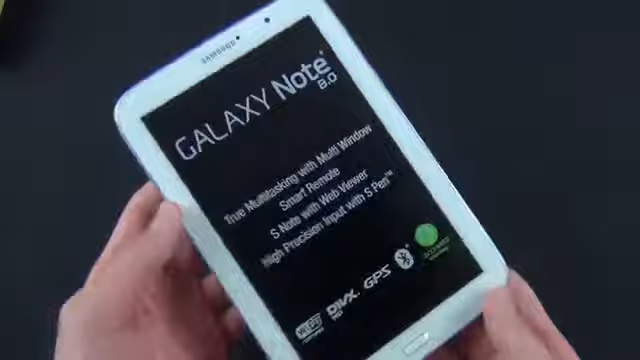 SAMSUNG
GALAXY Note
8.0
True Multitasking with Multi Window
Smart Remote
S Note with Web Viewer
High Precision Input with S Pen™
WiFi
DIVX
GPS